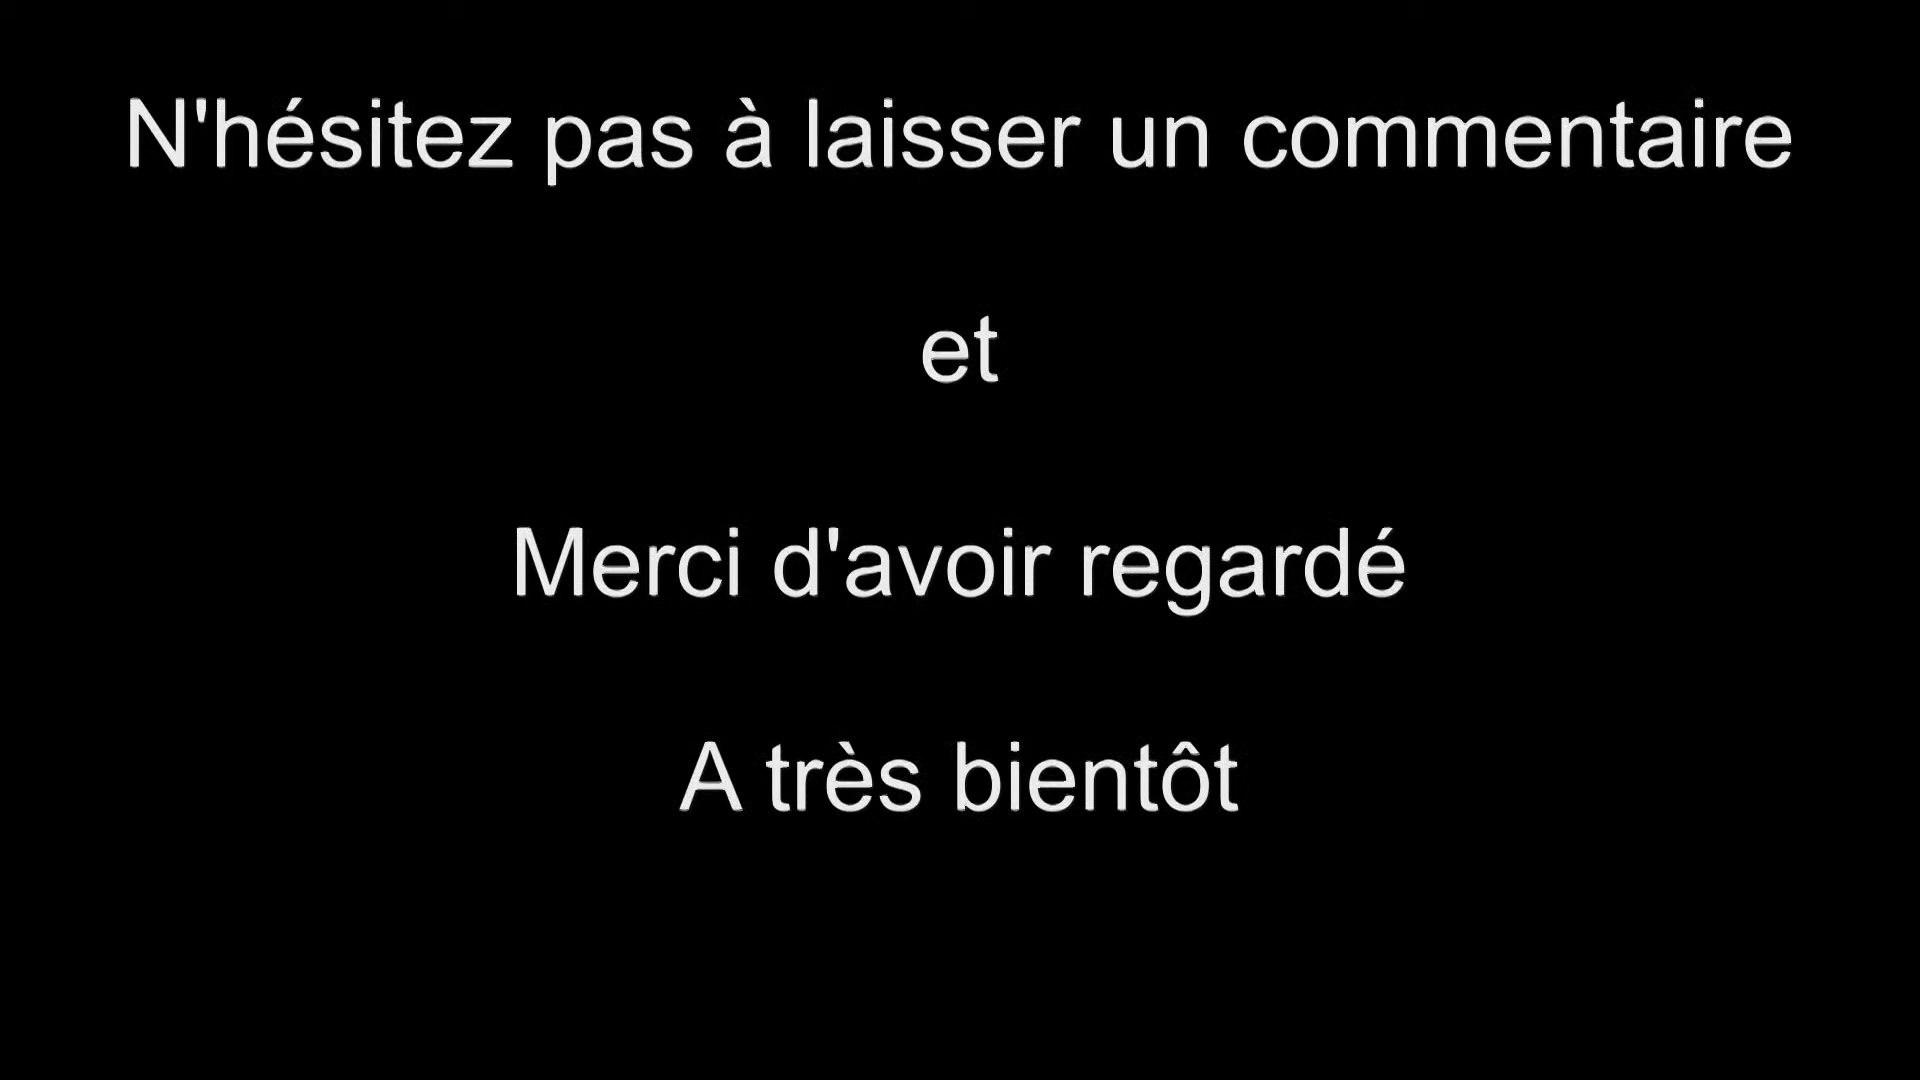 N'hésitez pas à laisser un commentaire
et
Merci d'avoir regardé
A très bientôt